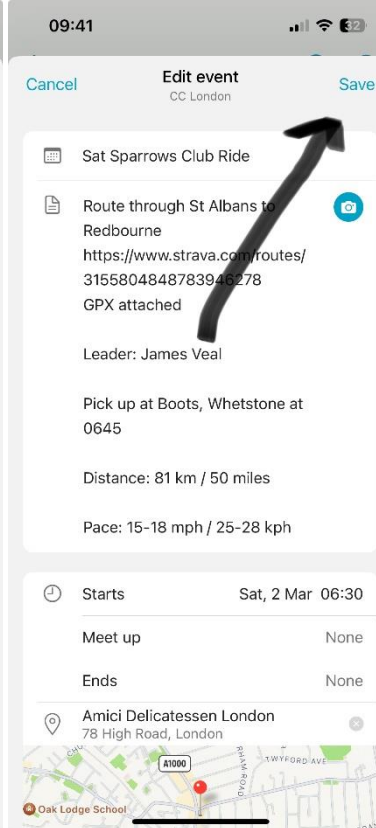 09:41
32
Cancel
Edit event
Save
CC London
Sat Sparrows Club Ride
Route through St Albans to
Redbourne
https://www.strava.com/routes/
3155804848783946278
GPX attached
Leader: James Veal
Pick up at Boots, Whetstone at
0645
Distance: 81 km / 50 miles
Pace: 15-18 mph / 25-28 kph
Starts
Sat, 2 Mar 06:30
Meet up
None
Ends
None
Amici Delicatessen London
78 High Road, London
A1000
RHAM ROAD
TWYFORD AVE
Oak Lodge School